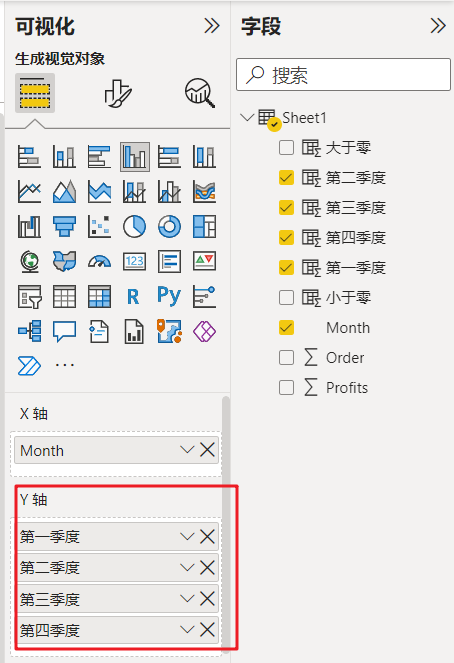 可视化
生成视觉对象
123
R
Py
X 轴
Month
Y 轴
第一季度
第二季度
第三季度
第四季度
字段
搜索
Sheet1
大于零
第二季度
第三季度
第四季度
第一季度
小于零
Month
Order
Profits